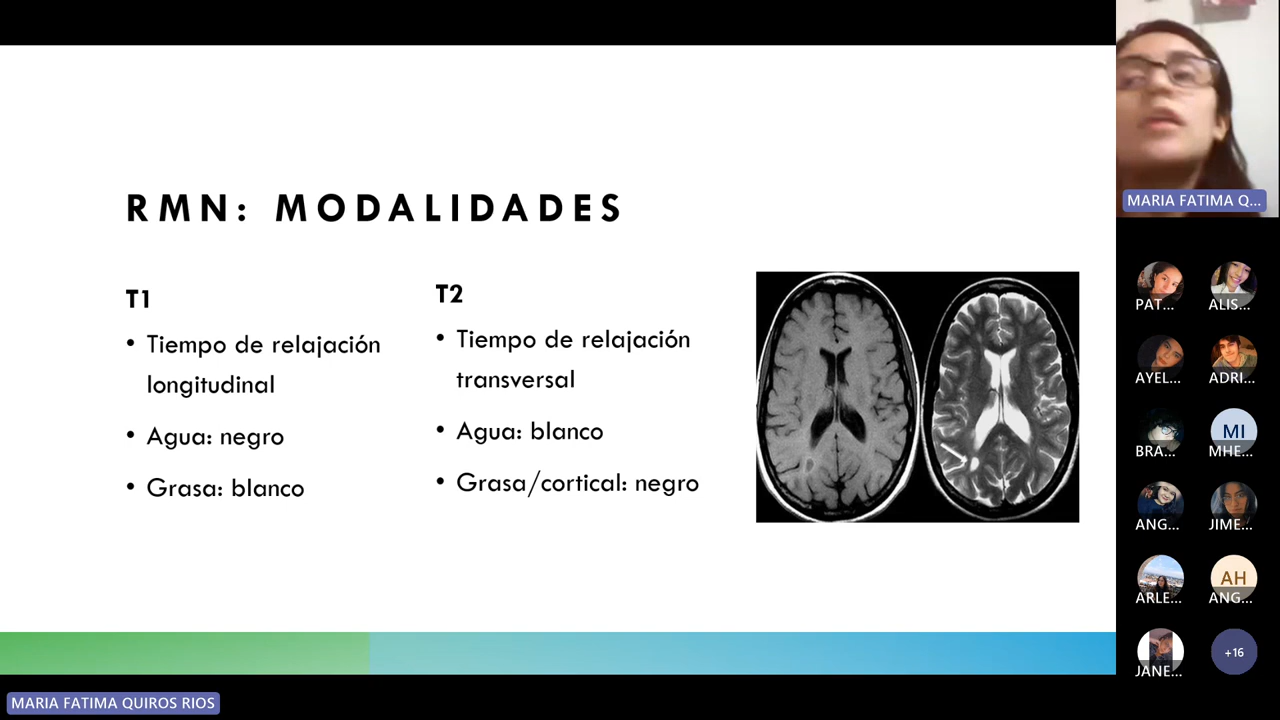 RMN: MODALIDADES
T1
• Tiempo de relajación
longitudinal
• Agua: negro
• Grasa: blanco
T2
• Tiempo de relajación
transversal
• Agua: blanco
• Grasa/cortical: negro
MARIA FATIMA Q...
PAT...
ALIS...
AYEL...
ADRI...
BRA...
MI
MHE...
ANG...
JIME...
ARLE...
AH
ANG...
JANE...
+16
MARIA FATIMA QUIROS RIOS